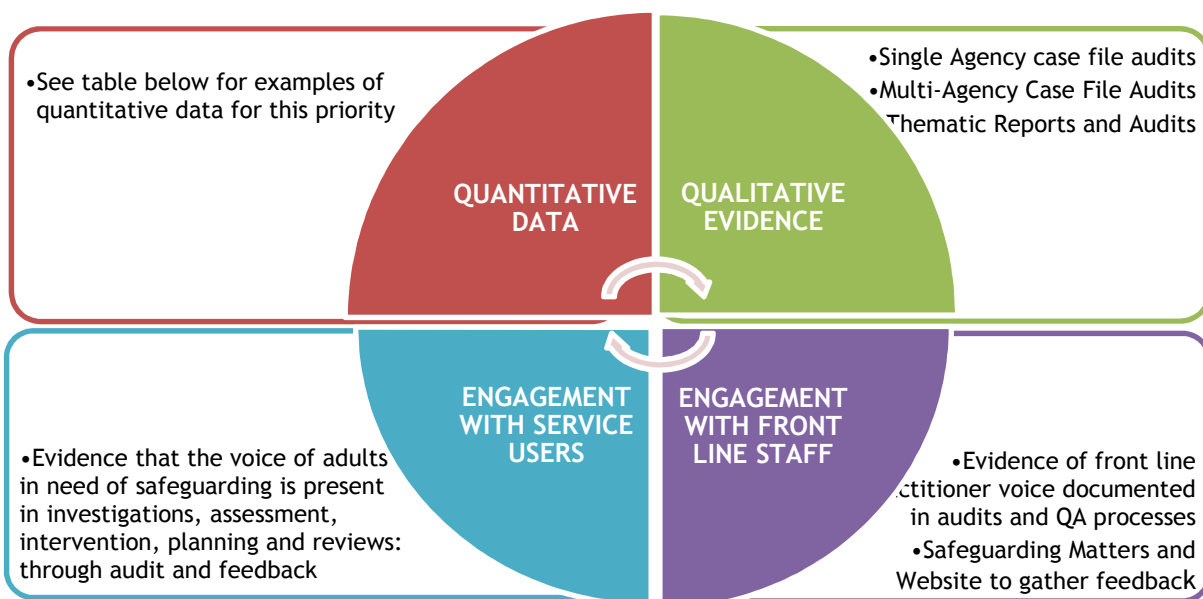 •See table below for examples of
quantitative data for this priority
QUANTITATIVE
DATA
•Single Agency case file audits
•Multi-Agency Case File Audits
Thematic Reports and Audits
QUALITATIVE
EVIDENCE
•Evidence that the voice of adults
in need of safeguarding is present
in investigations, assessment,
intervention, planning and reviews:
through audit and feedback
ENGAGEMENT
WITH SERVICE
USERS
ENGAGEMENT
WITH FRONT
LINE STAFF
•Evidence of front line
ctitioner voice documented
in audits and QA processes
•Safeguarding Matters and
Website to gather feedback